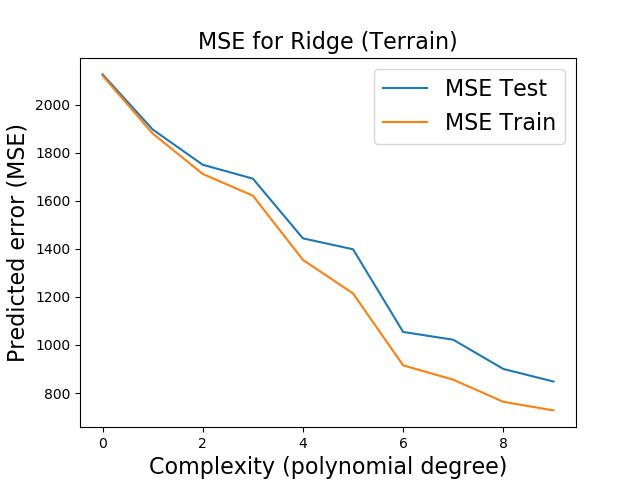 MSE for Ridge (Terrain)
MSE Test
MSE Train
Predicted error (MSE)
2000
1800
1600
1400
1200
1000
800
0 2 4 6 8
Complexity (polynomial degree)